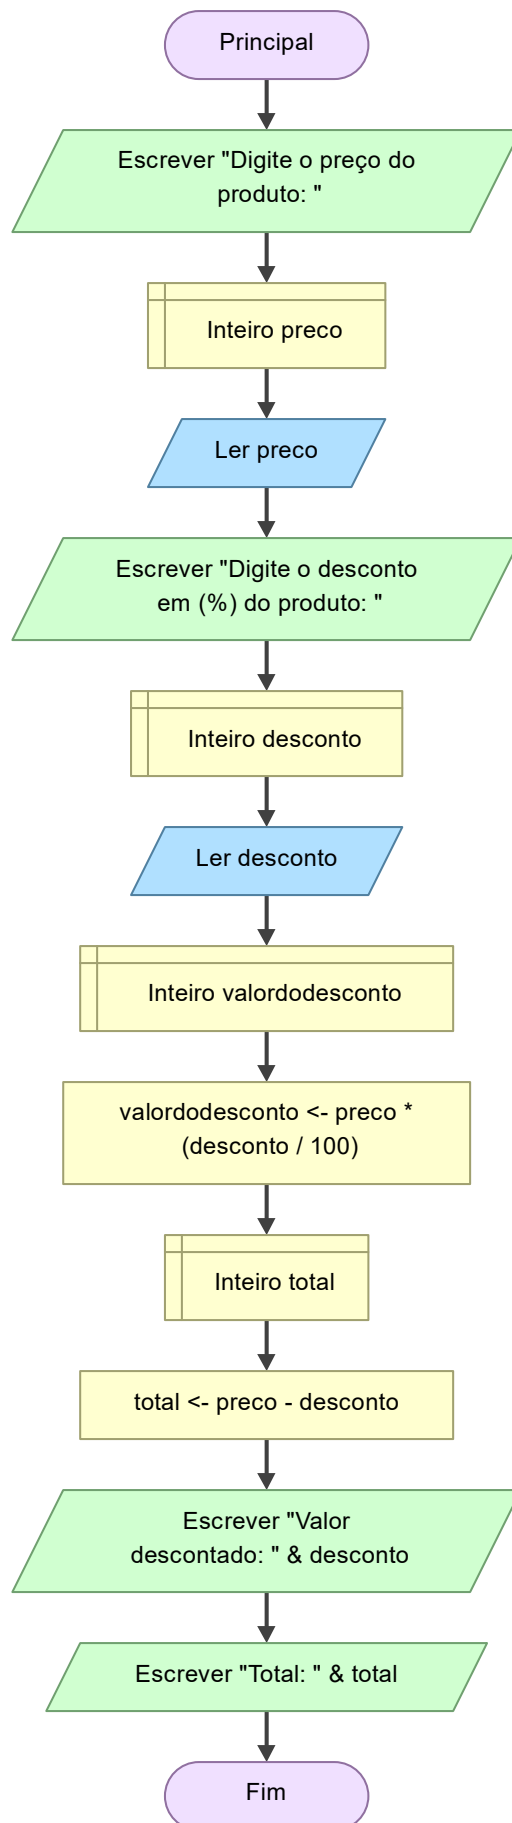 Principal
Escrever "Digite o preço do
produto: "
Inteiro preco
Ler preco
Escrever "Digite o desconto
em (%) do produto: "
Inteiro desconto
Ler desconto
Inteiro valordodesconto
valordodesconto <- preco *
(desconto / 100)
Inteiro total
total <- preco - desconto
Escrever "Valor
descontado: " & desconto
Escrever "Total: " & total
Fim